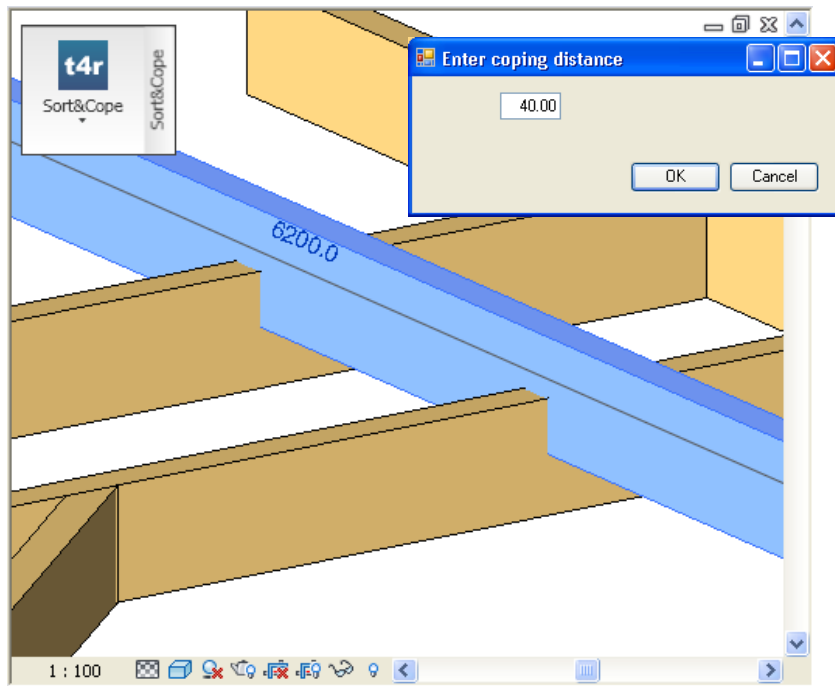 t4r
Sort&Cope
Sort&Cope
Enter coping distance
40.00
OK
Cancel
6200.0
1 : 100